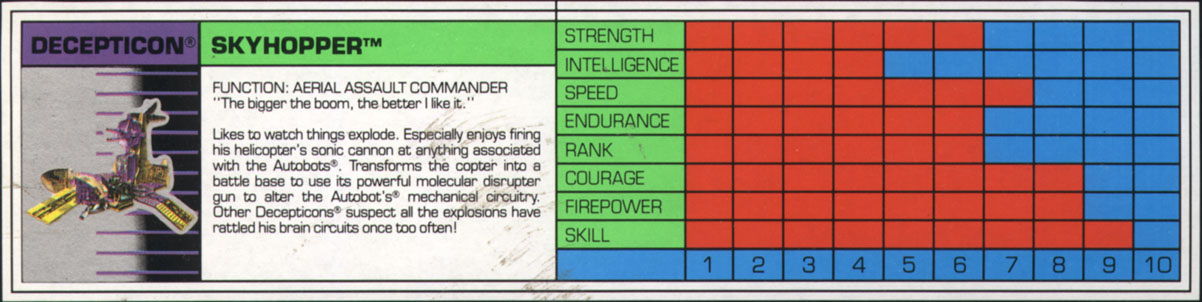 DECEPTICON®
SKYHOPPER™
FUNCTION: AERIAL ASSAULT COMMANDER
"The bigger the boom, the better I like it."
Likes to watch things explode. Especially enjoys firing
his helicopter's sonic cannon at anything associated
with the Autobots®. Transforms the copter into a
battle base to use its powerful molecular disrupter
gun to alter the Autobot's® mechanical circuitry.
Other Decepticons® suspect all the explosions have
rattled his brain circuits once too often!
STRENGTH
INTELLIGENCE
SPEED
ENDURANCE
RANK
COURAGE
FIREPOWER
SKILL
1 2 3 4 5 6 7 8 9 10